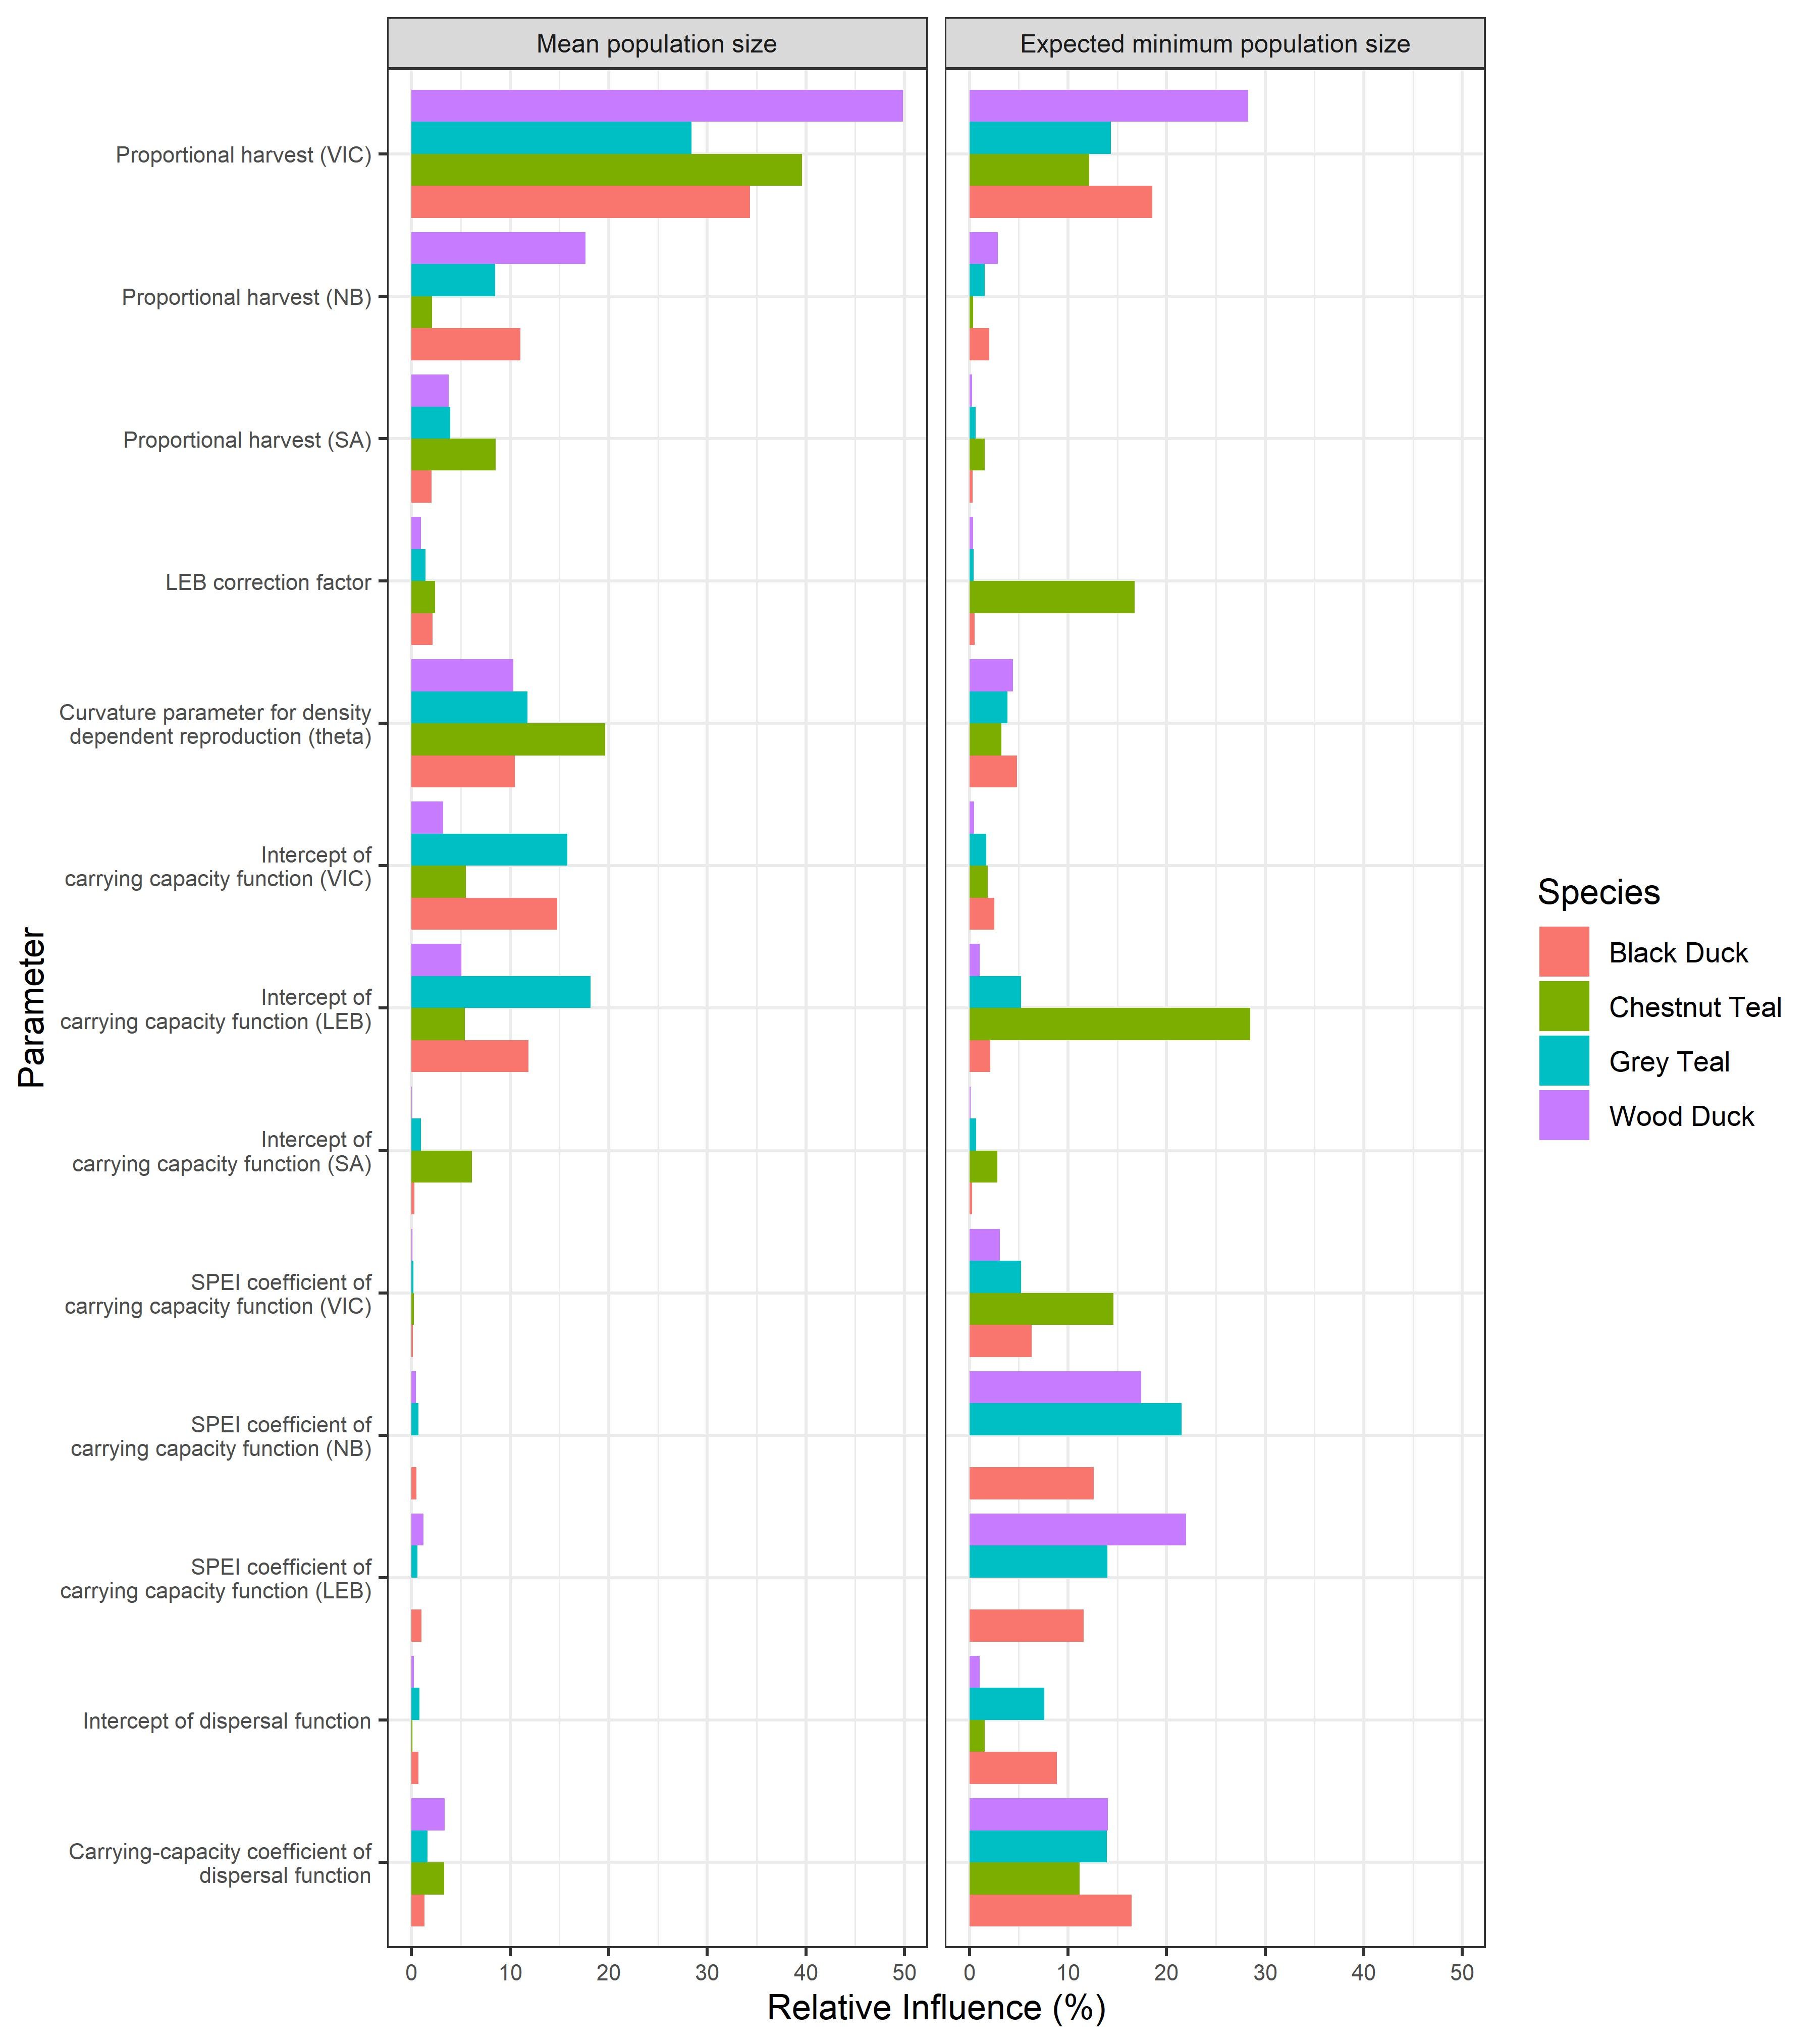 Mean population size
Expected minimum population size
Proportional harvest (VIC)
Proportional harvest (NB)
Proportional harvest (SA)
LEB correction factor
Curvature parameter for density
dependent reproduction (theta)
Intercept of
carrying capacity function (VIC)
Intercept of
carrying capacity function (LEB)
Intercept of
carrying capacity function (SA)
SPEI coefficient of
carrying capacity function (VIC)
SPEI coefficient of
carrying capacity function (NB)
SPEI coefficient of
carrying capacity function (LEB)
Intercept of dispersal function
Carrying-capacity coefficient of
dispersal function
Parameter
0 10 20 30 40 50
0 10 20 30 40 50
Relative Influence (%)
Species
Black Duck
Chestnut Teal
Grey Teal
Wood Duck